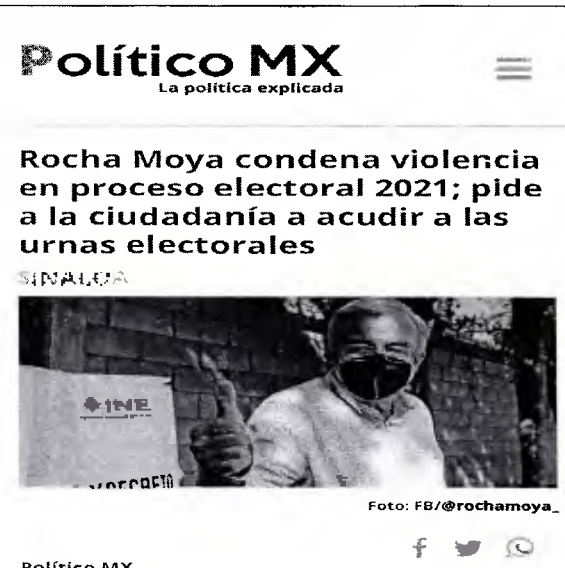 Político MX
La política explicada
Rocha Moya condena violencia
en proceso electoral 2021; pide
a la ciudadanía a acudir a las
urnas electorales
SINALOA
INE
Y SECRETO
Foto: FB/@rochamoya_
Político MX